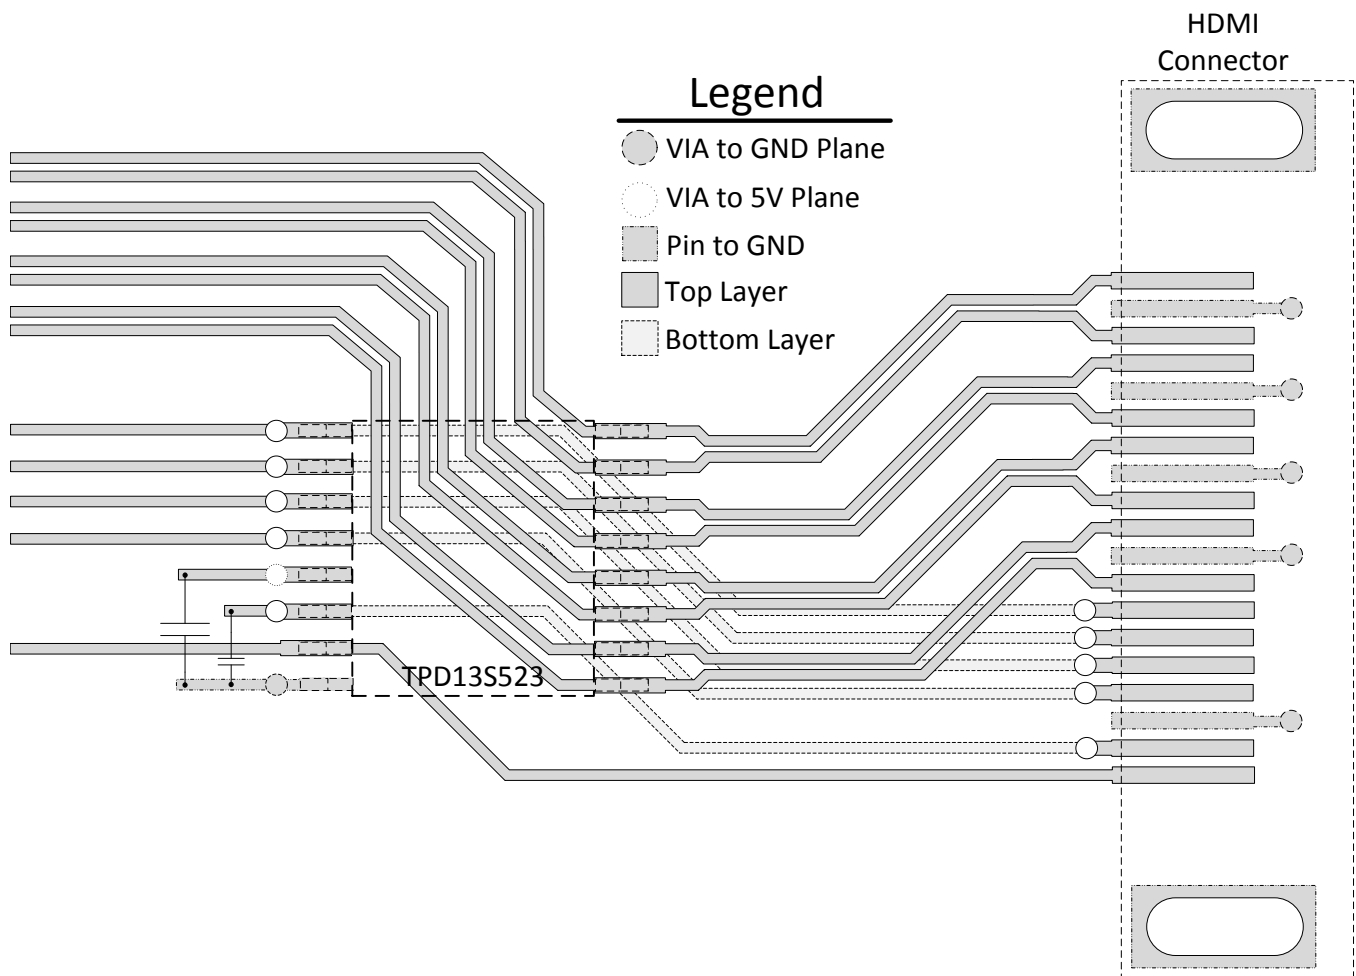 HDMI
Connector
Legend
VIA to GND Plane
VIA to 5V Plane
Pin to GND
Top Layer
Bottom Layer
TPD13S523